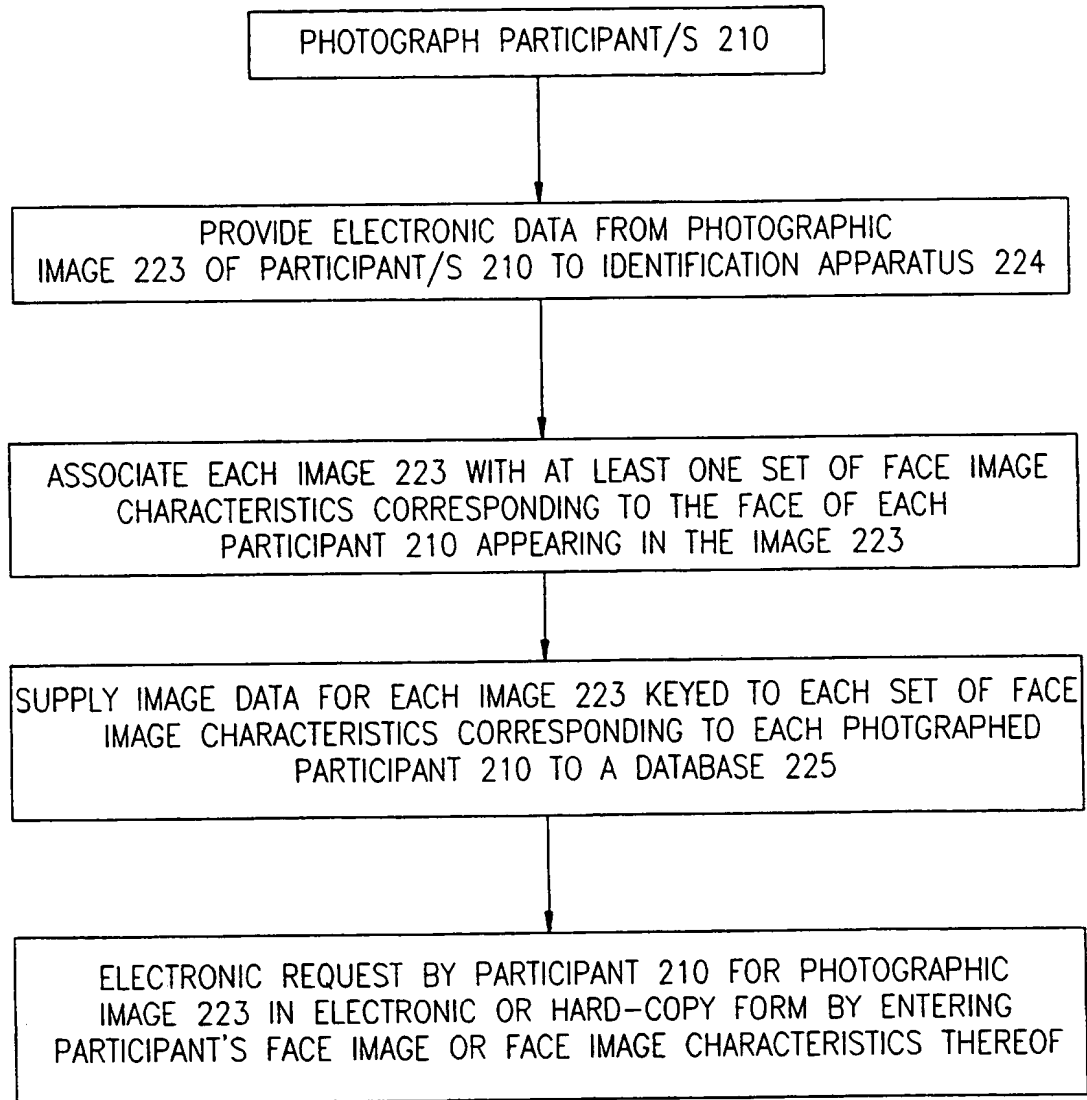 PHOTOGRAPH PARTICIPANT/S 210
PROVIDE ELECTRONIC DATA FROM PHOTOGRAPHIC
IMAGE 223 OF PARTICIPANT/S 210 TO IDENTIFICATION APPARATUS 224
ASSOCIATE EACH IMAGE 223 WITH AT LEAST ONE SET OF FACE IMAGE
CHARACTERISTICS CORRESPONDING TO THE FACE OF EACH
PARTICIPANT 210 APPEARING IN THE IMAGE 223
SUPPLY IMAGE DATA FOR EACH IMAGE 223 KEYED TO EACH SET OF FACE
IMAGE CHARACTERISTICS CORRESPONDING TO EACH PHOTGRAPHED
PARTICIPANT 210 TO A DATABASE 225
ELECTRONIC REQUEST BY PARTICIPANT 210 FOR PHOTOGRAPHIC
IMAGE 223 IN ELECTRONIC OR HARD-COPY FORM BY ENTERING
PARTICIPANT'S FACE IMAGE OR FACE IMAGE CHARACTERISTICS THEREOF